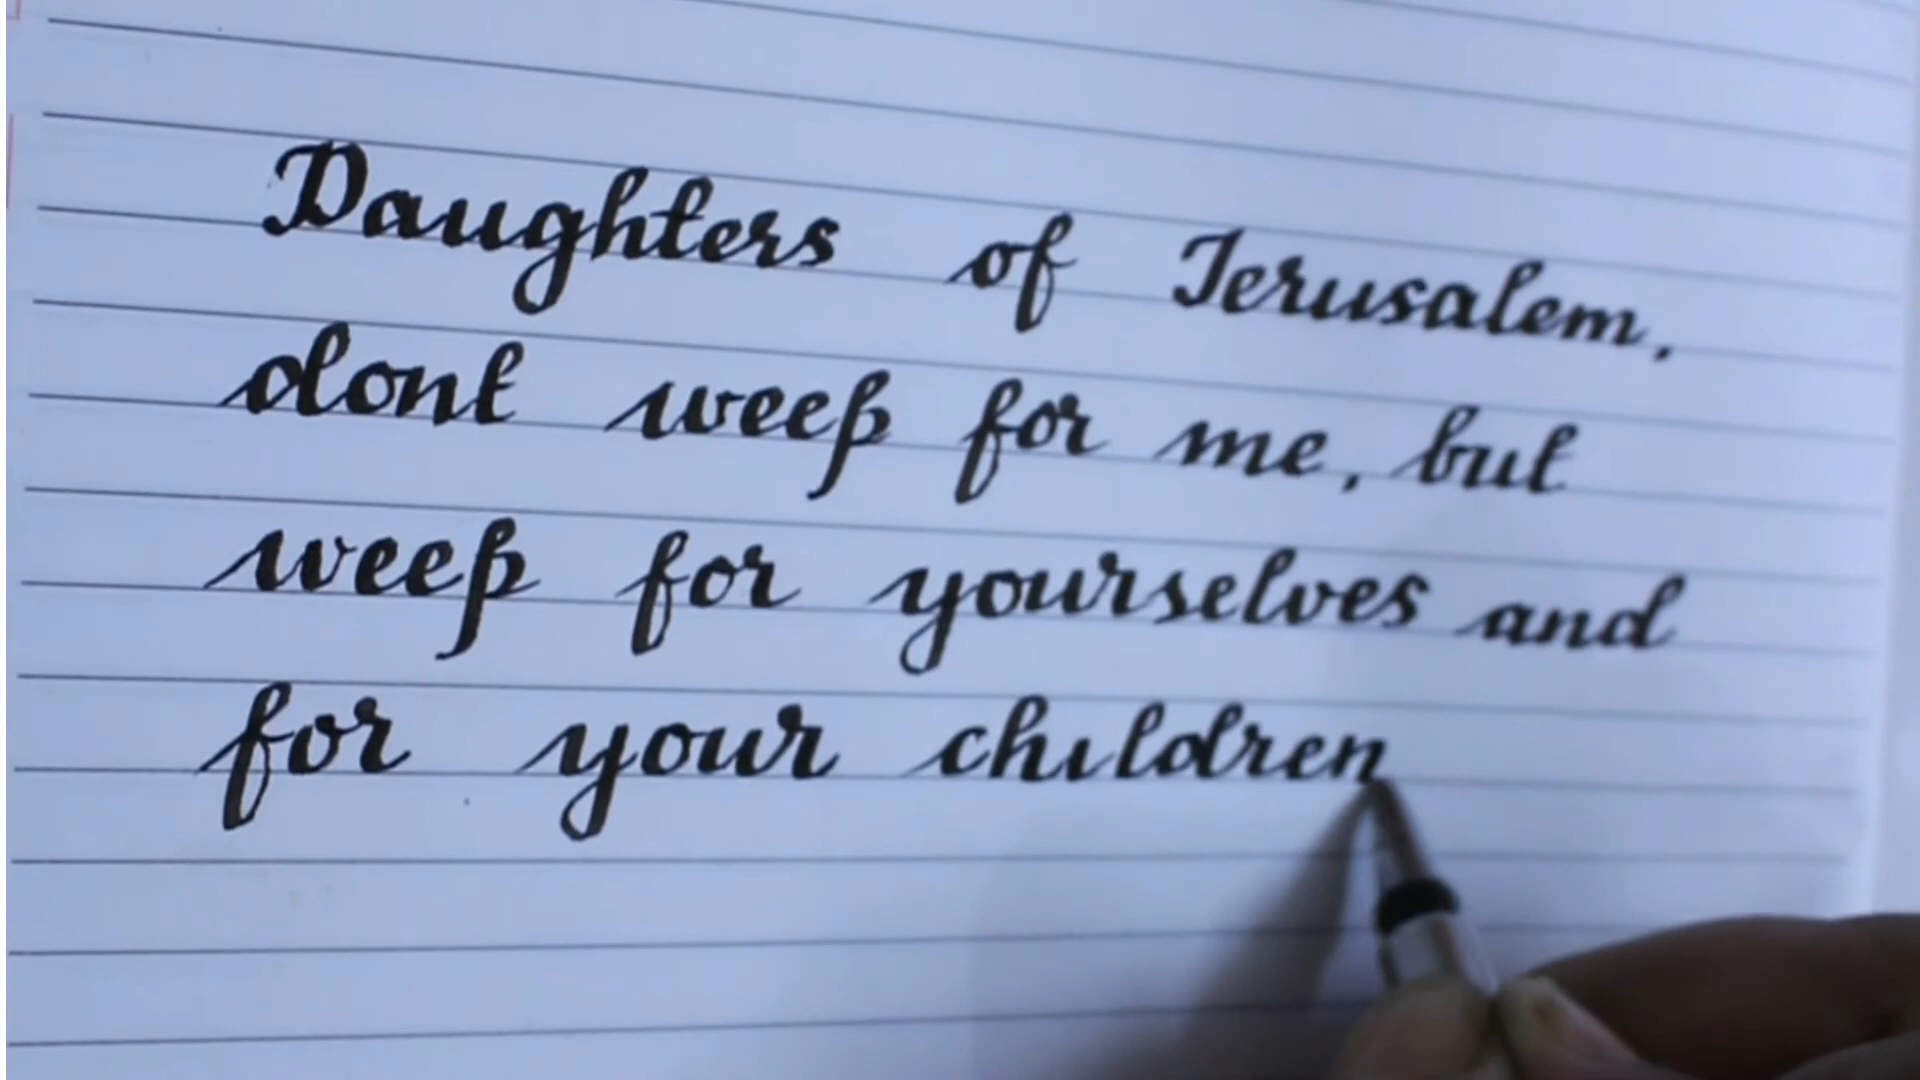 Daughters of Jerusalem,
dont weep for me, but
weep for yourselves and
for your children